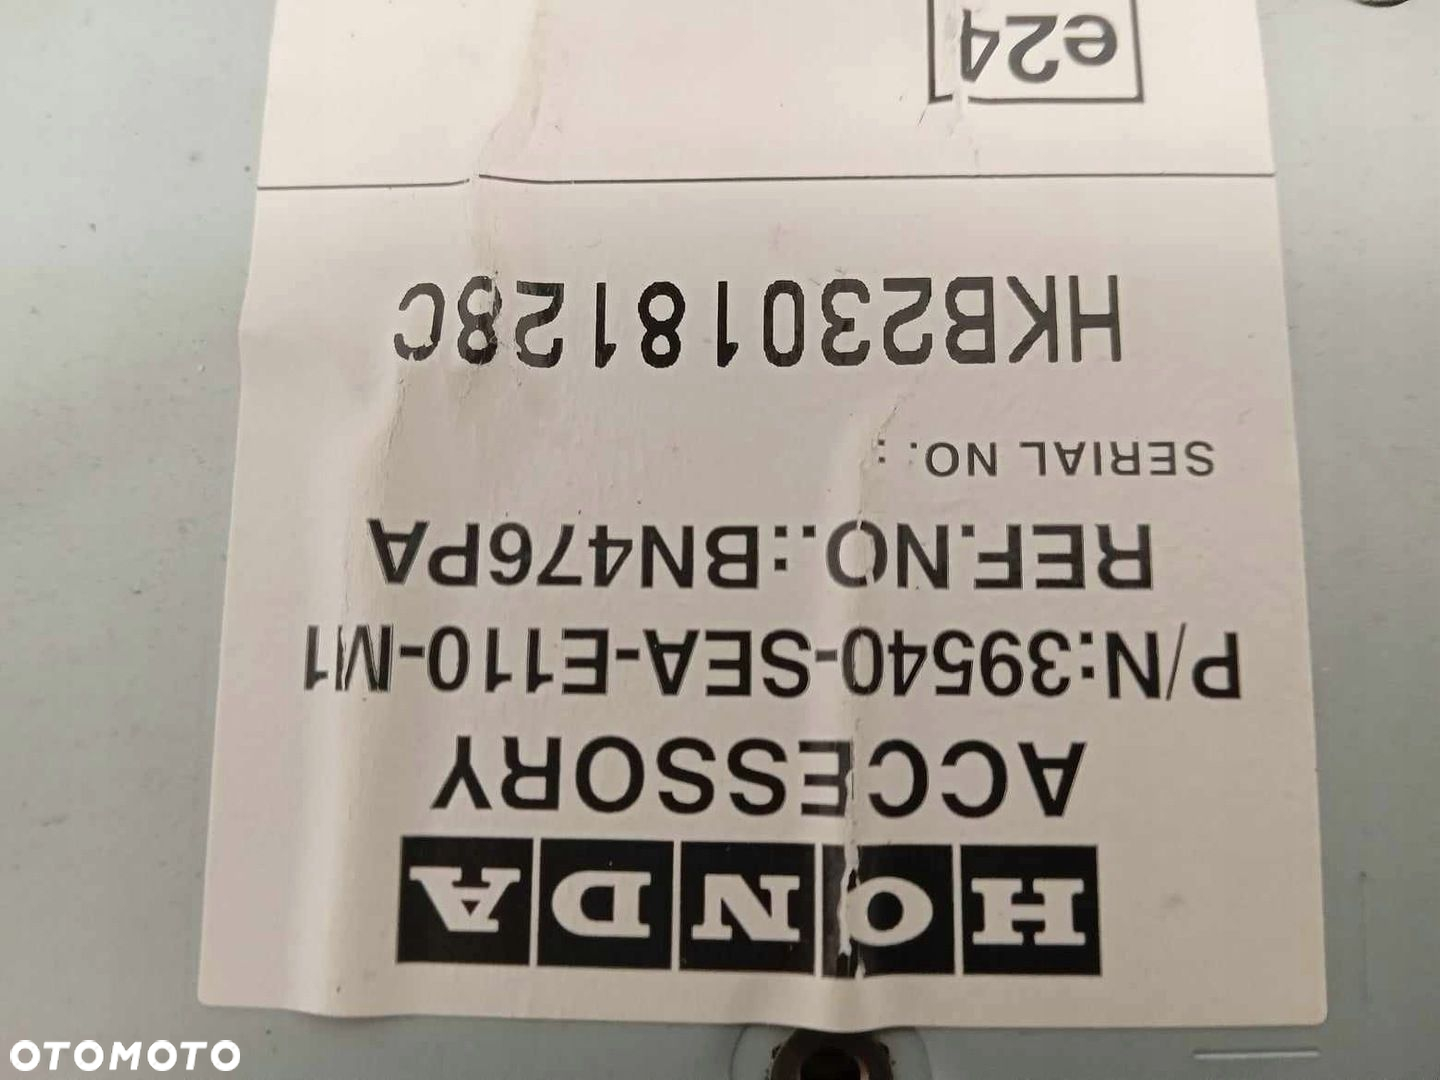 HONDA
ACCESSORY
P/N:39540-SEA-E110-M1
REF.NO.:BN476PA
SERIAL NO. :
HKB23018128C
e24
OTOMOTO